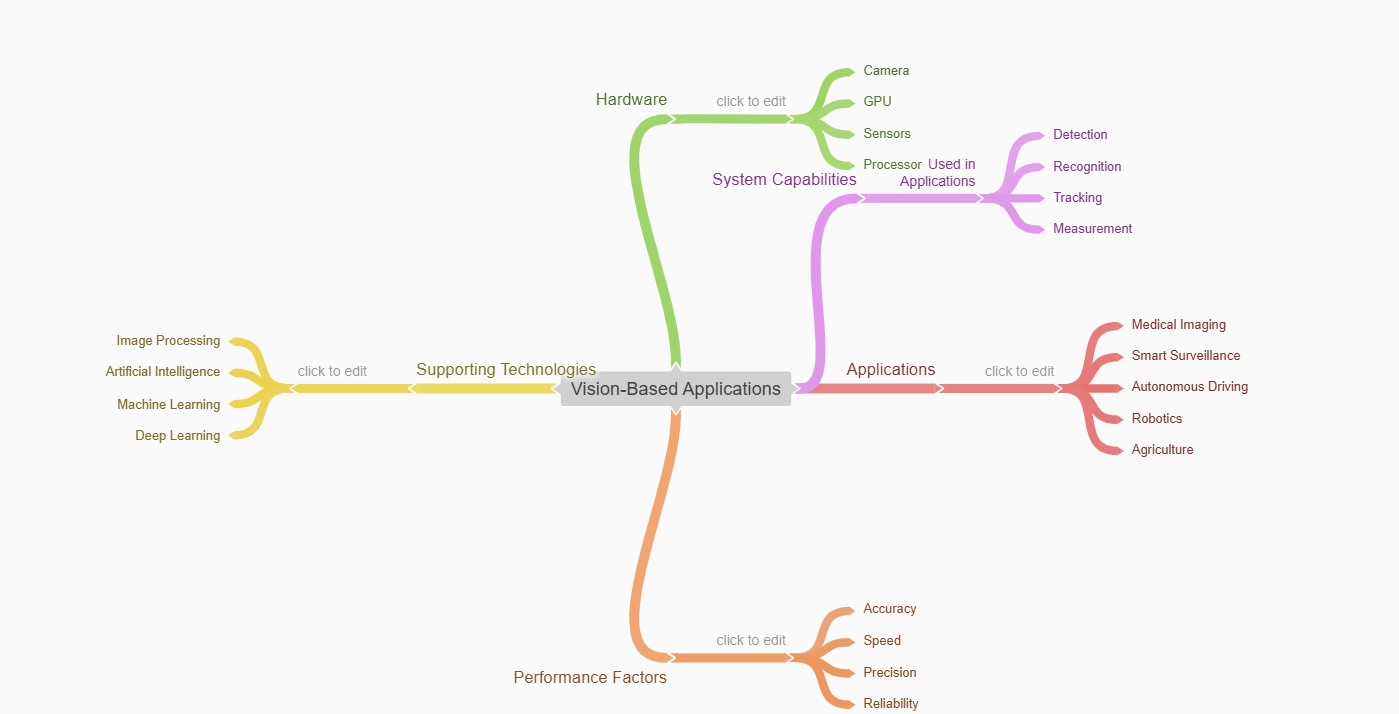 Hardware
click to edit
Camera
GPU
Sensors
Processor
System Capabilities
Used in
Applications
Detection
Recognition
Tracking
Measurement
Vision-Based Applications
Supporting Technologies
click to edit
Image Processing
Artificial Intelligence
Machine Learning
Deep Learning
Applications
click to edit
Medical Imaging
Smart Surveillance
Autonomous Driving
Robotics
Agriculture
Performance Factors
click to edit
Accuracy
Speed
Precision
Reliability